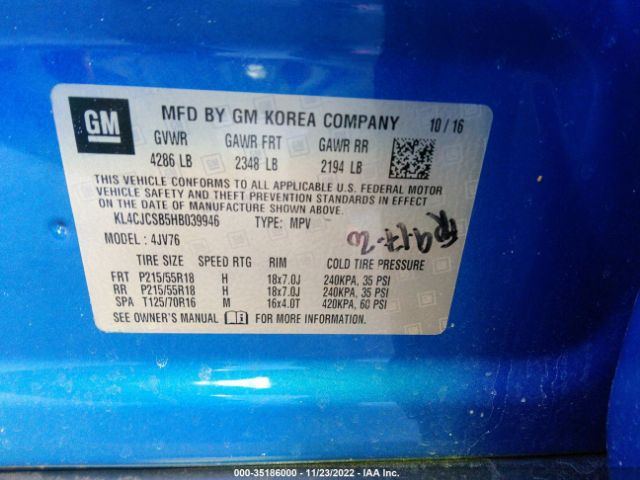 GM
MFD BY GM KOREA COMPANY 10 / 16
GVWR GAWR FRT GAWR RR
4286 LB 2348 LB 2194 LB
THIS VEHICLE CONFORMS TO ALL APPLICABLE U.S. FEDERAL MOTOR
VEHICLE SAFETY AND THEFT PREVENTION STANDARDS IN EFFECT
ON THE DATE OF MANUFACTURE SHOWN ABOVE.
KL4CJCSB5HB039946 TYPE: MPV
MODEL: 4JV76
TIRE SIZE SPEED RTG RIM COLD TIRE PRESSURE
FRT P215/55R18 H 18x7.0J 240KPA, 35 PSI
RR P215/55R18 H 18x7.0J 240KPA, 35 PSI
SPA T125/70R16 M 16x4.0T 420KPA, 60 PSI
SEE OWNER'S MANUAL FOR MORE INFORMATION
000-35186000 - 11/23/2022 - IAA Inc.